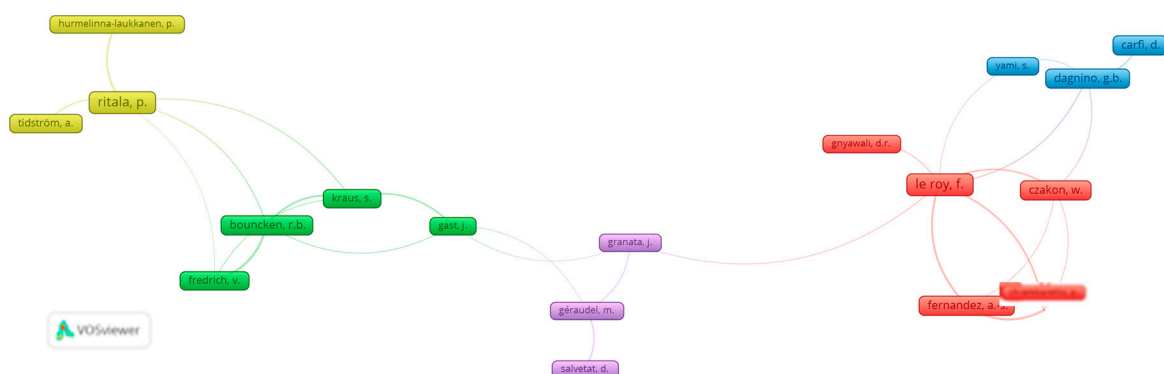 hurmelinna-laukkanen, p.
carfì, d.
yami, s.
dagnino, g.b.
ritala, p.
tidström, a.
gnyawali, d.r.
le roy, f.
czakon, w.
kraus, s.
bouncken, r.b.
gast, j.
granata, j.
fredrich, v.
fernandez, a.-s.
géraudel, m.
VOSviewer
salvetat, d.